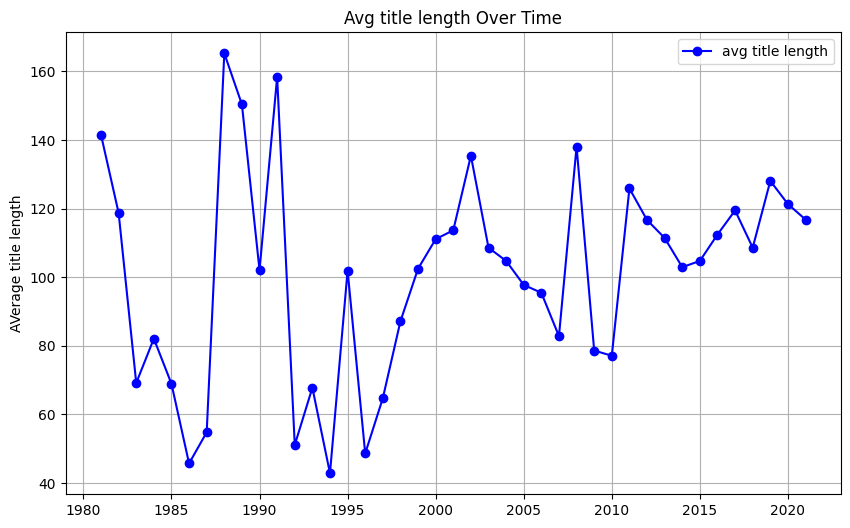 Avg title length Over Time
avg title length
AVerage title length
160
140
120
100
80
60
40
1980 1985 1990 1995 2000 2005 2010 2015 2020